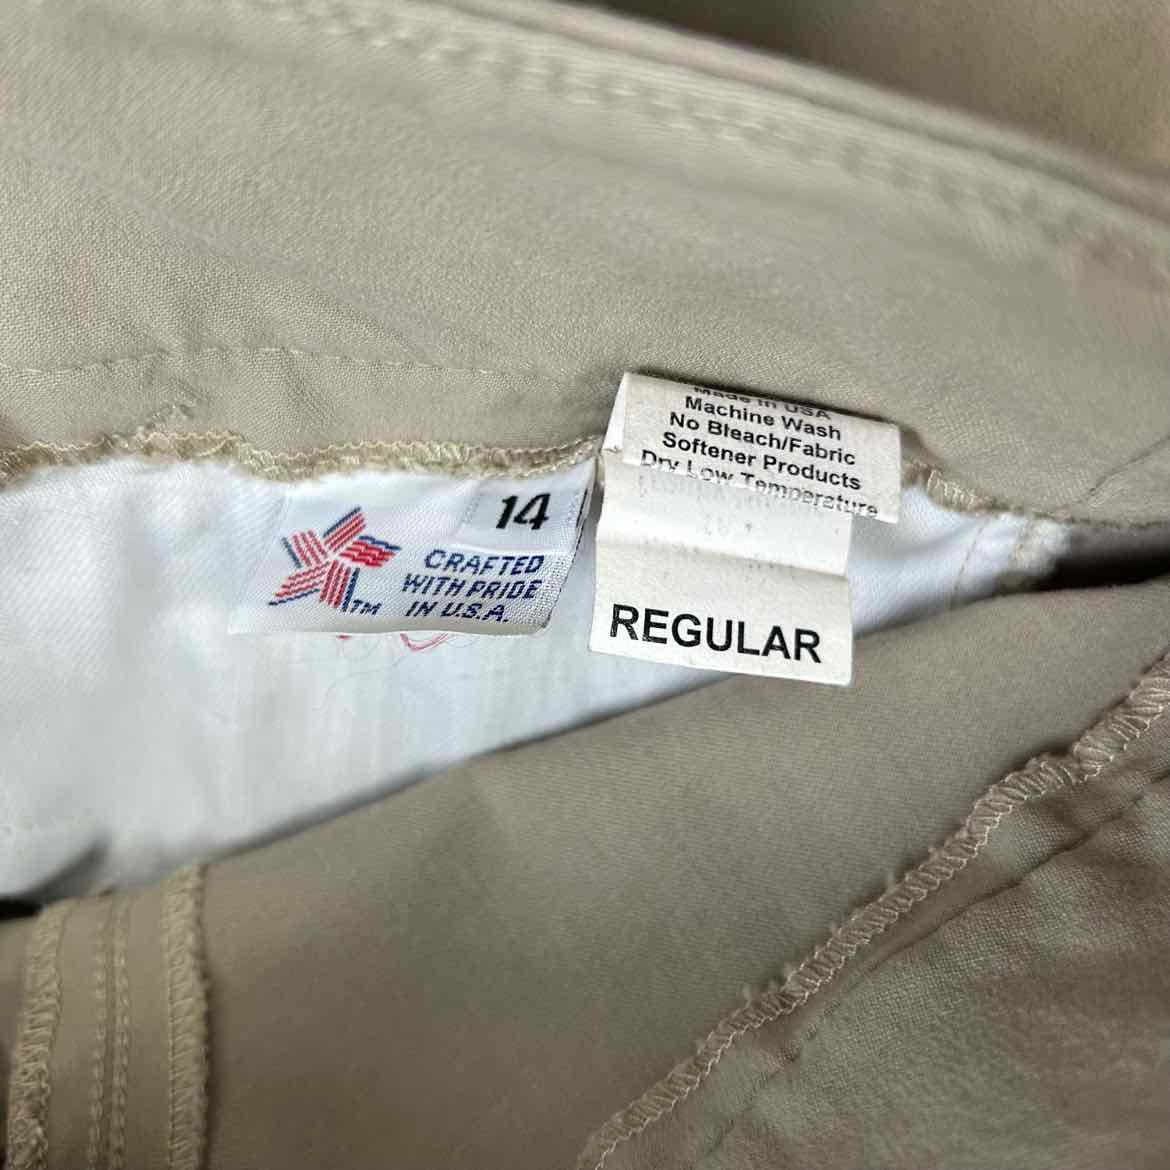 14
CRAFTED
WITH PRIDE
IN U.S.A.
TM
Made in USA
Machine Wash
No Bleach/Fabric
Softener Products
Dry Low Temperature
REGULAR